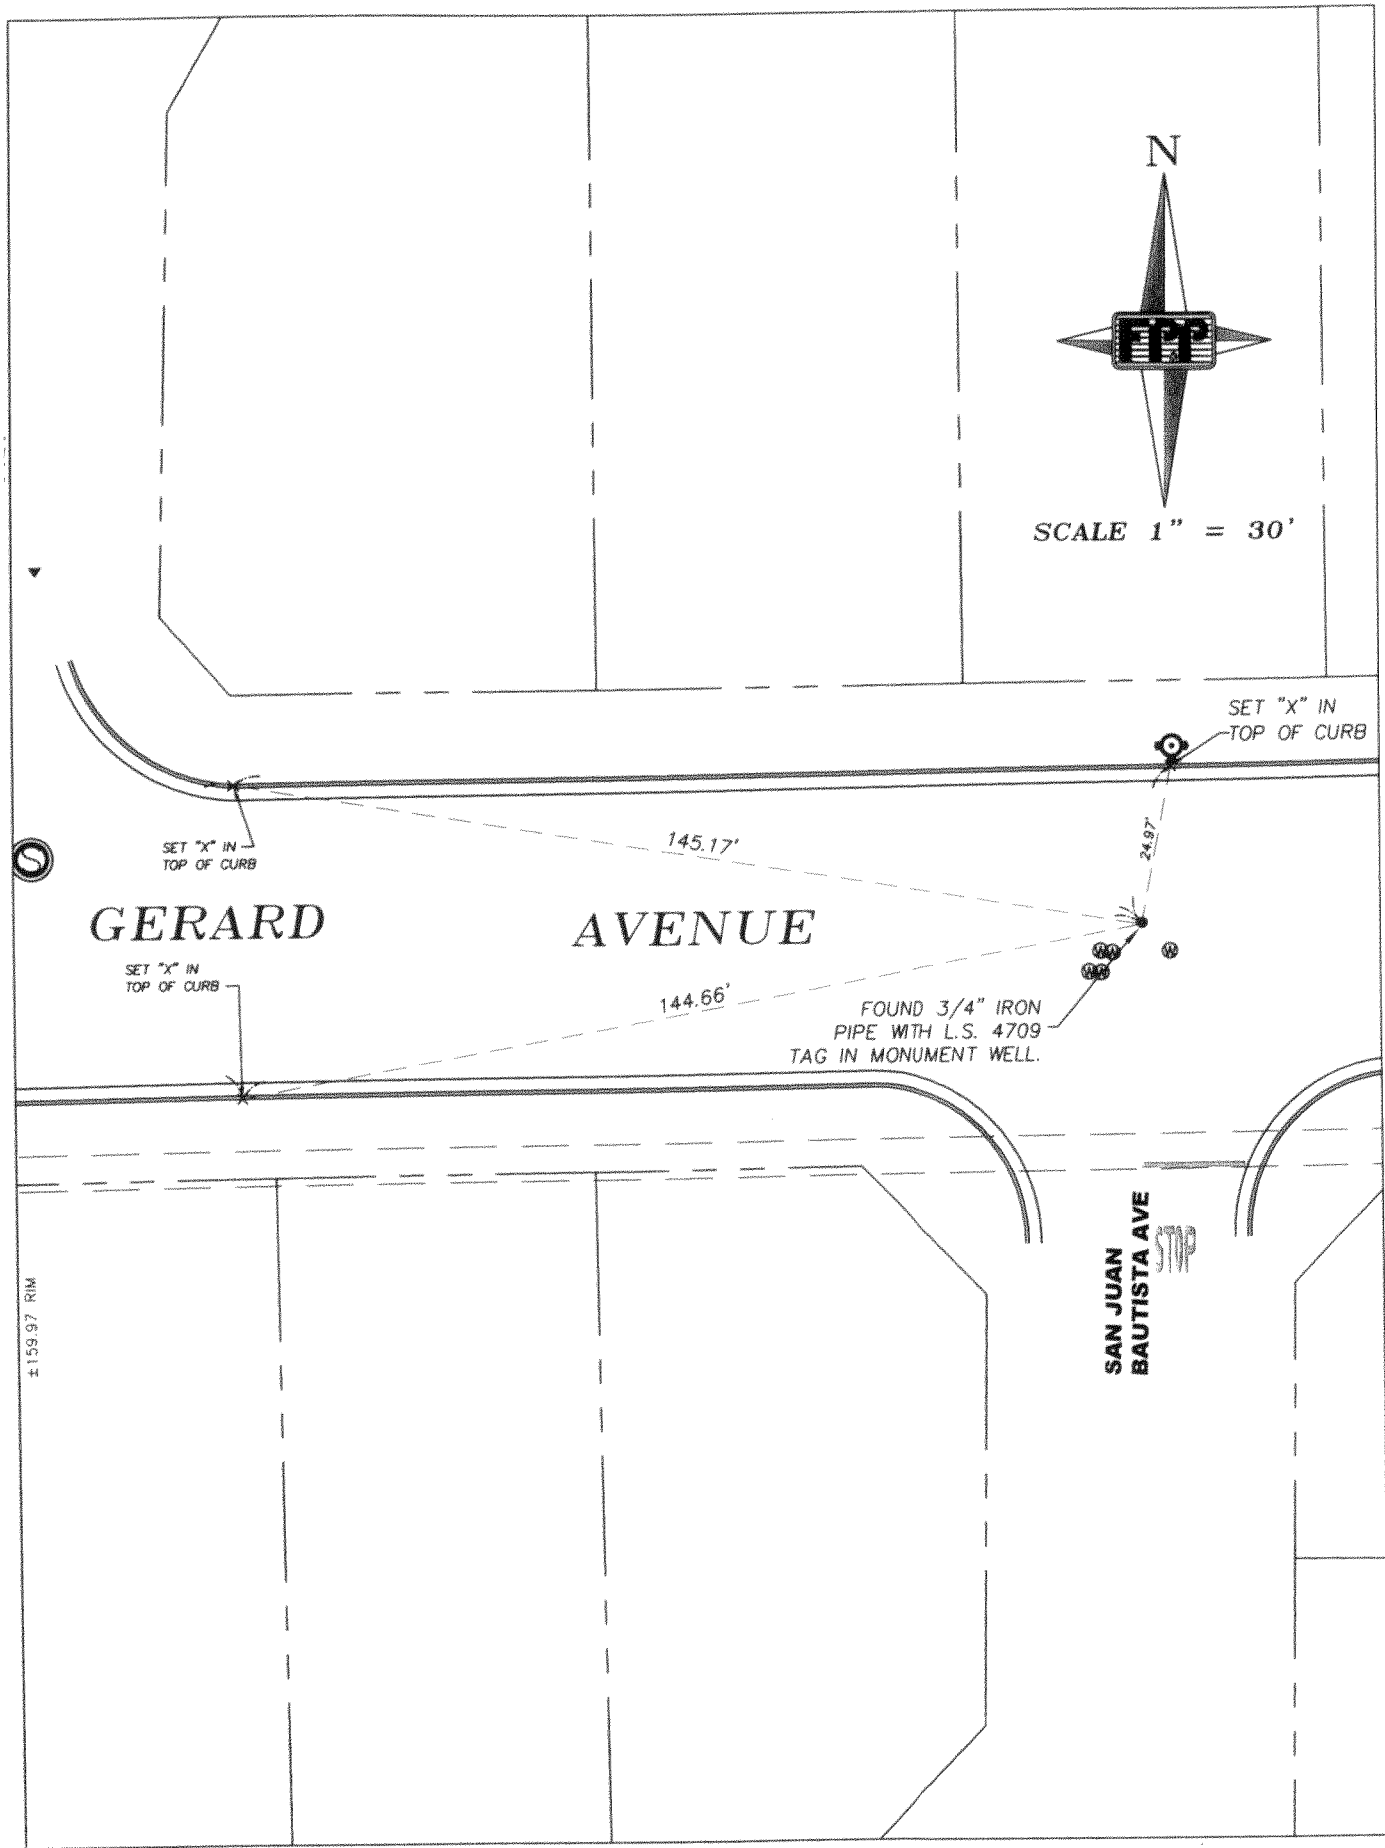 N
FPP
SCALE 1" = 30'
SET "X" IN
TOP OF CURB
24.97'
145.17'
SET "X" IN
TOP OF CURB
S
GERARD AVENUE
SET "X" IN
TOP OF CURB
W W W
W W
144.66'
FOUND 3/4" IRON
PIPE WITH L.S. 4709
TAG IN MONUMENT WELL.
SAN JUAN
BAUTISTA AVE
STOP
±159.97 RIM